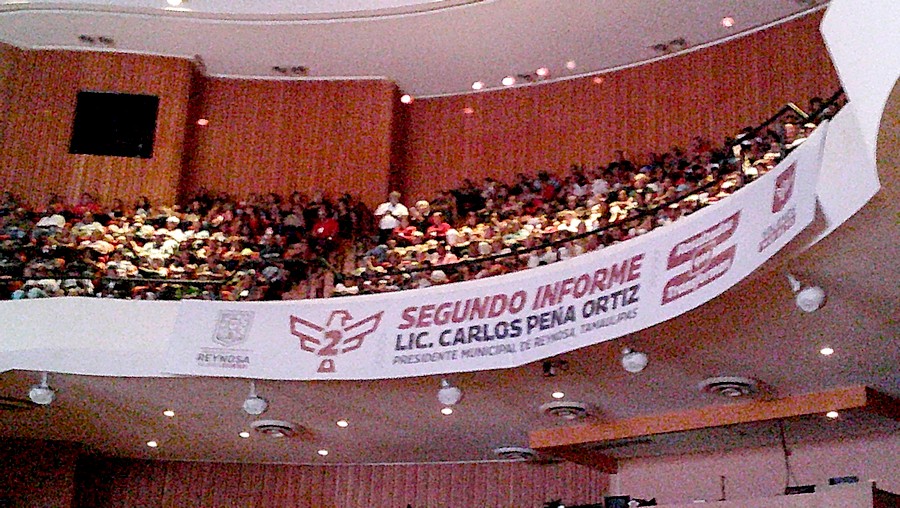 REYNOSA
2
SEGUNDO INFORME
LIC. CARLOS PEÑA ORTIZ
PRESIDENTE MUNICIPAL DE REYNOSA, TAMAULIPAS